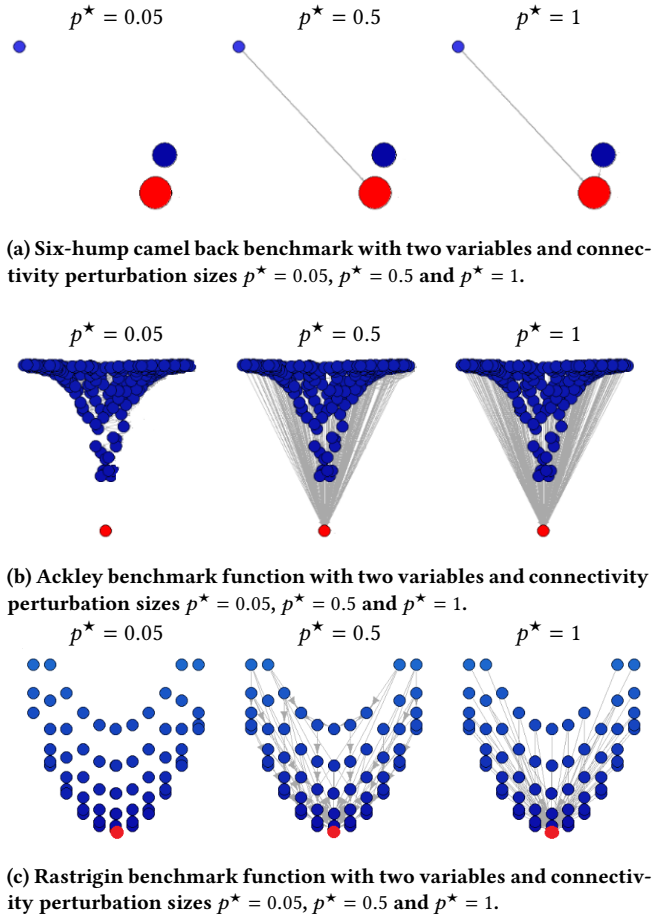 p★ = 0.05 p★ = 0.5 p★ = 1
(a) Six-hump camel back benchmark with two variables and connec-
tivity perturbation sizes p★ = 0.05, p★ = 0.5 and p★ = 1.
p★ = 0.05 p★ = 0.5 p★ = 1
(b) Ackley benchmark function with two variables and connectivity
perturbation sizes p★ = 0.05, p★ = 0.5 and p★ = 1.
p★ = 0.05 p★ = 0.5 p★ = 1
(c) Rastrigin benchmark function with two variables and connectiv-
ity perturbation sizes p★ = 0.05, p★ = 0.5 and p★ = 1.